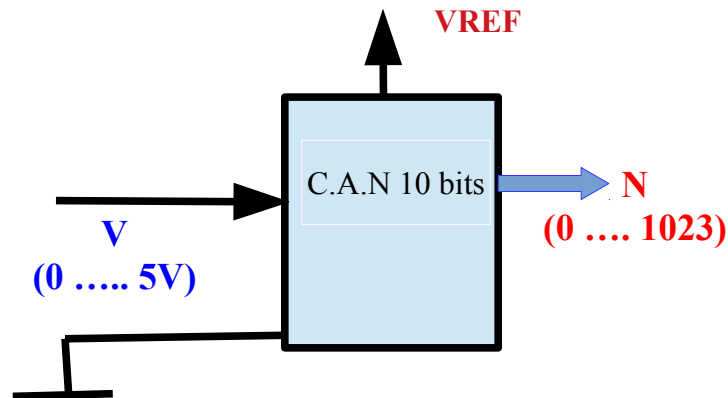 VREF
C.A.N 10 bits
V
(0 ….. 5V)
N
(0 …. 1023)